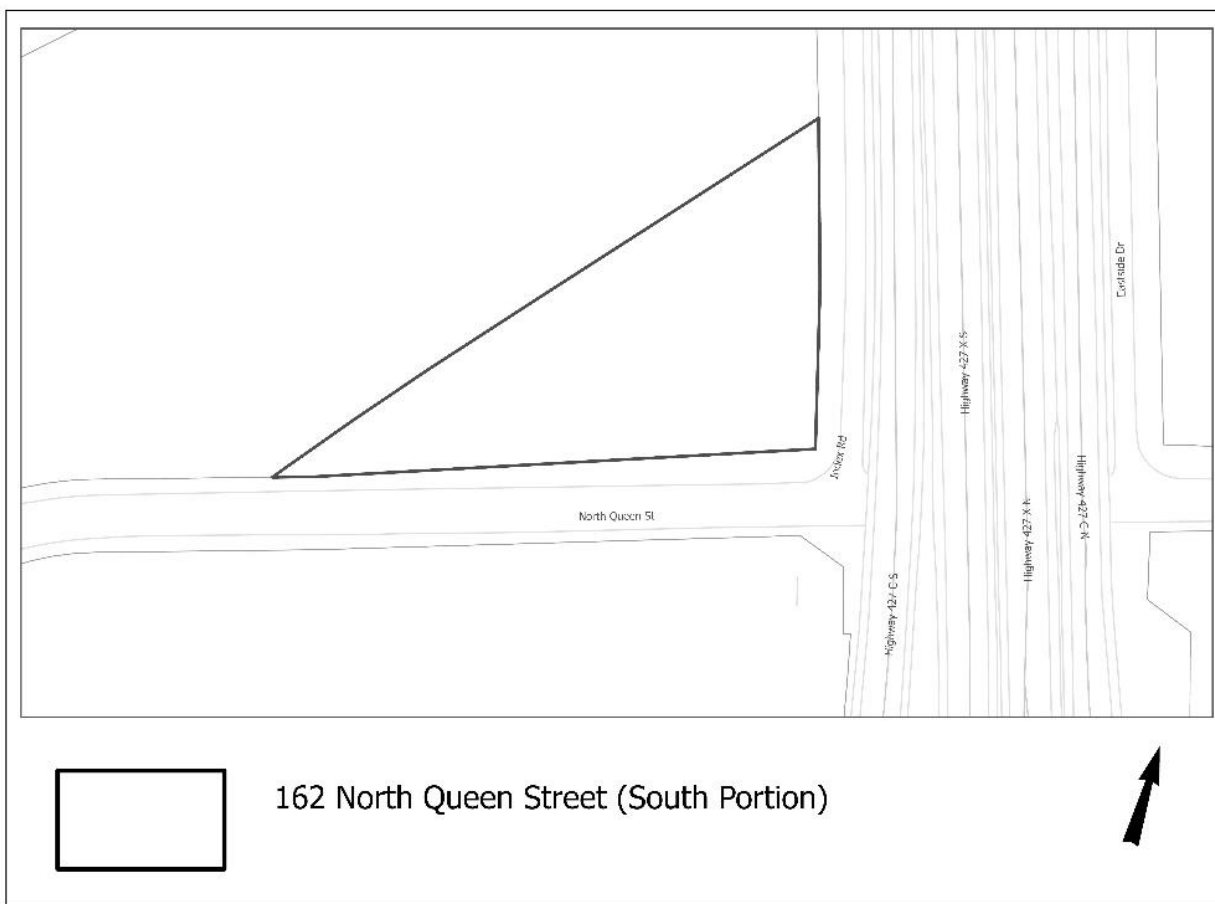 Eastside Dr
Highway 427 X S
Index Rd
Highway 427 C N
North Queen St
Highway 427 X N
Highway 427 C S
162 North Queen Street (South Portion)